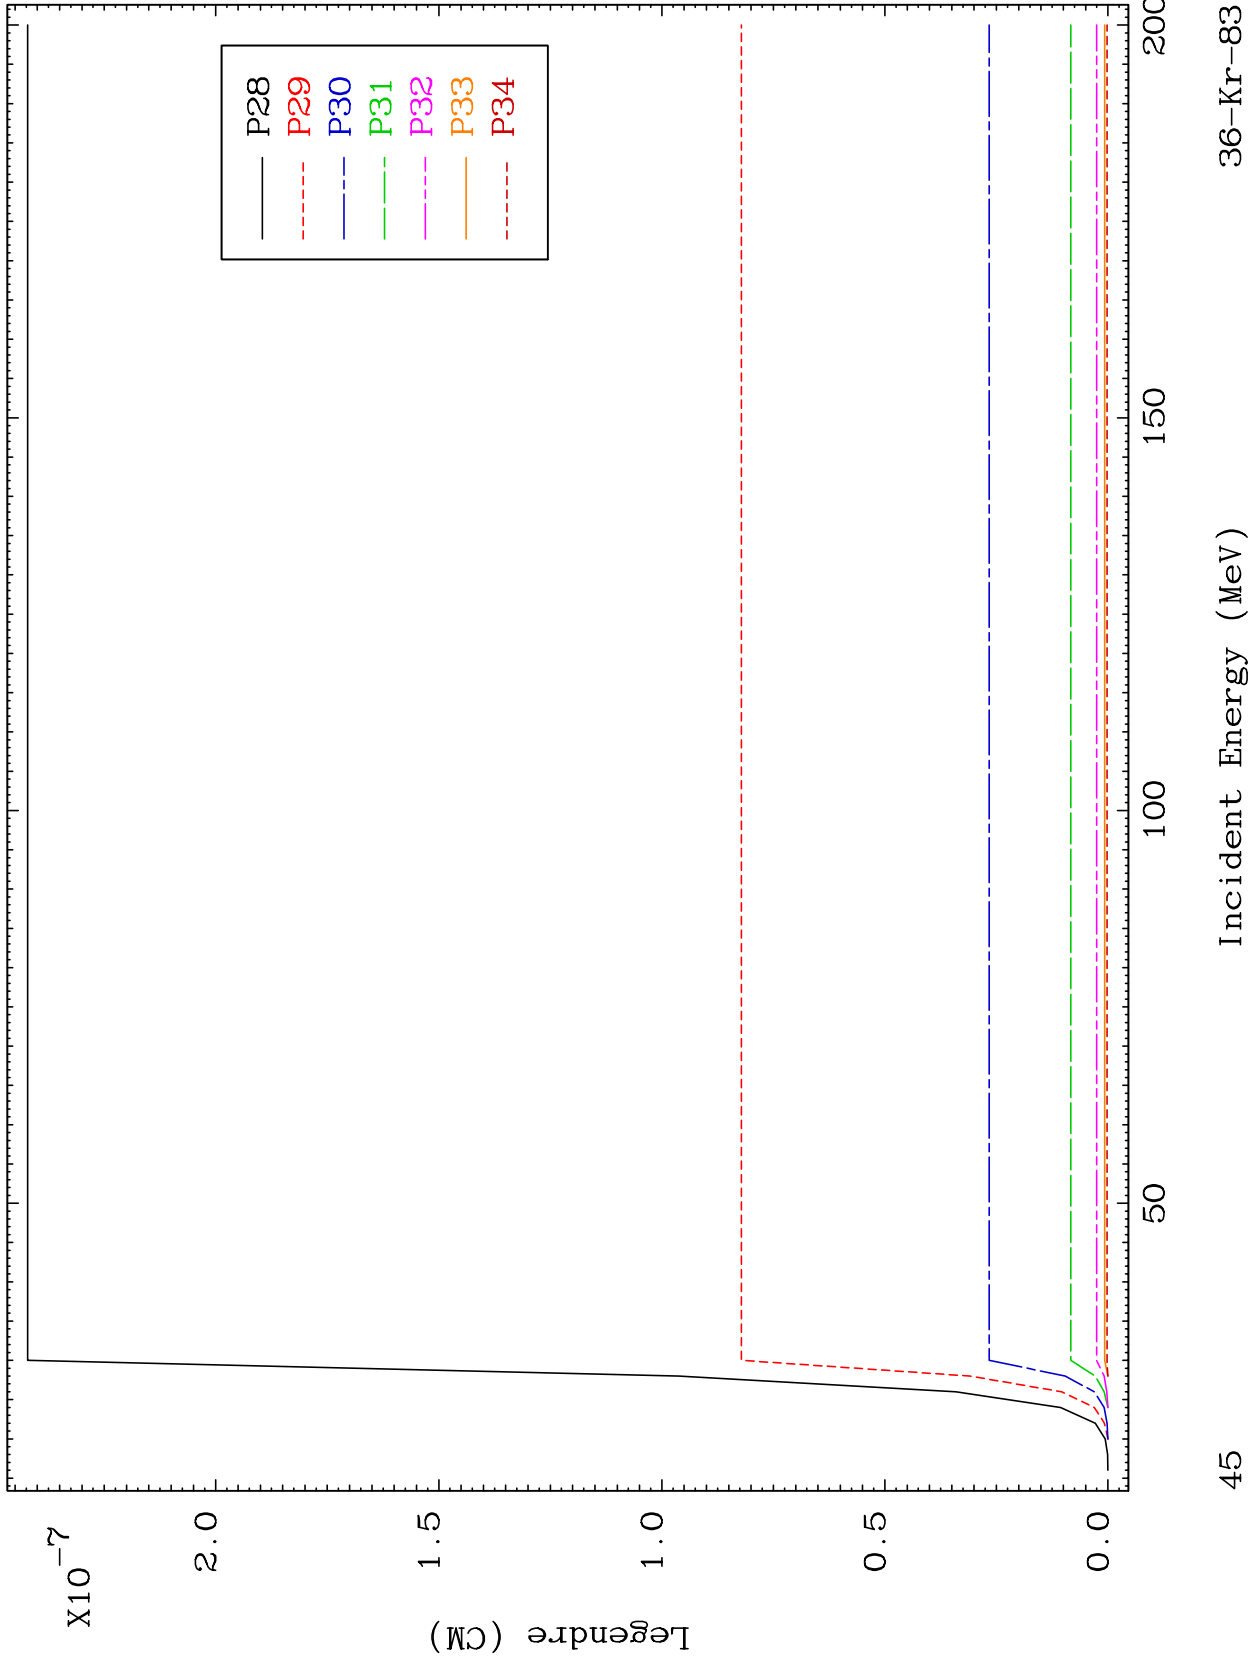 X10-7
2.0
1.5
1.0
0.5
0.0
Legendre (CM)
P28
P29
P30
P31
P32
P33
P34
50
100
150
200
Incident Energy (MeV)
45
36-Kr-83